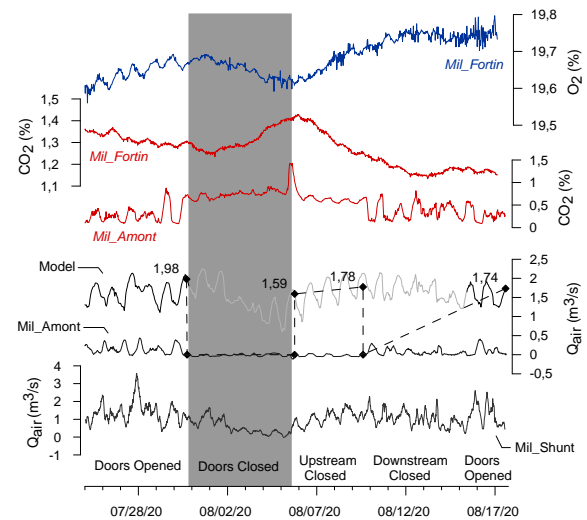 19,8
19,7
19,6
19,5
O2 (%)
Mil_Fortin
1,5
1,4
1,3
1,2
1,1
CO2 (%)
Mil_Fortin
1,5
1,0
0,5
0
CO2 (%)
Mil_Amont
Model
1,98
1,59
1,78
1,74
2,5
2
1,5
1
0,5
0
-0,5
Qair (m3/s)
Mil_Amont
4
3
2
1
0
-1
Qair (m3/s)
Mil_Shunt
Doors Opened
Doors Closed
Upstream Closed
Downstream Closed
Doors Opened
07/28/20
08/02/20
08/07/20
08/12/20
08/17/20